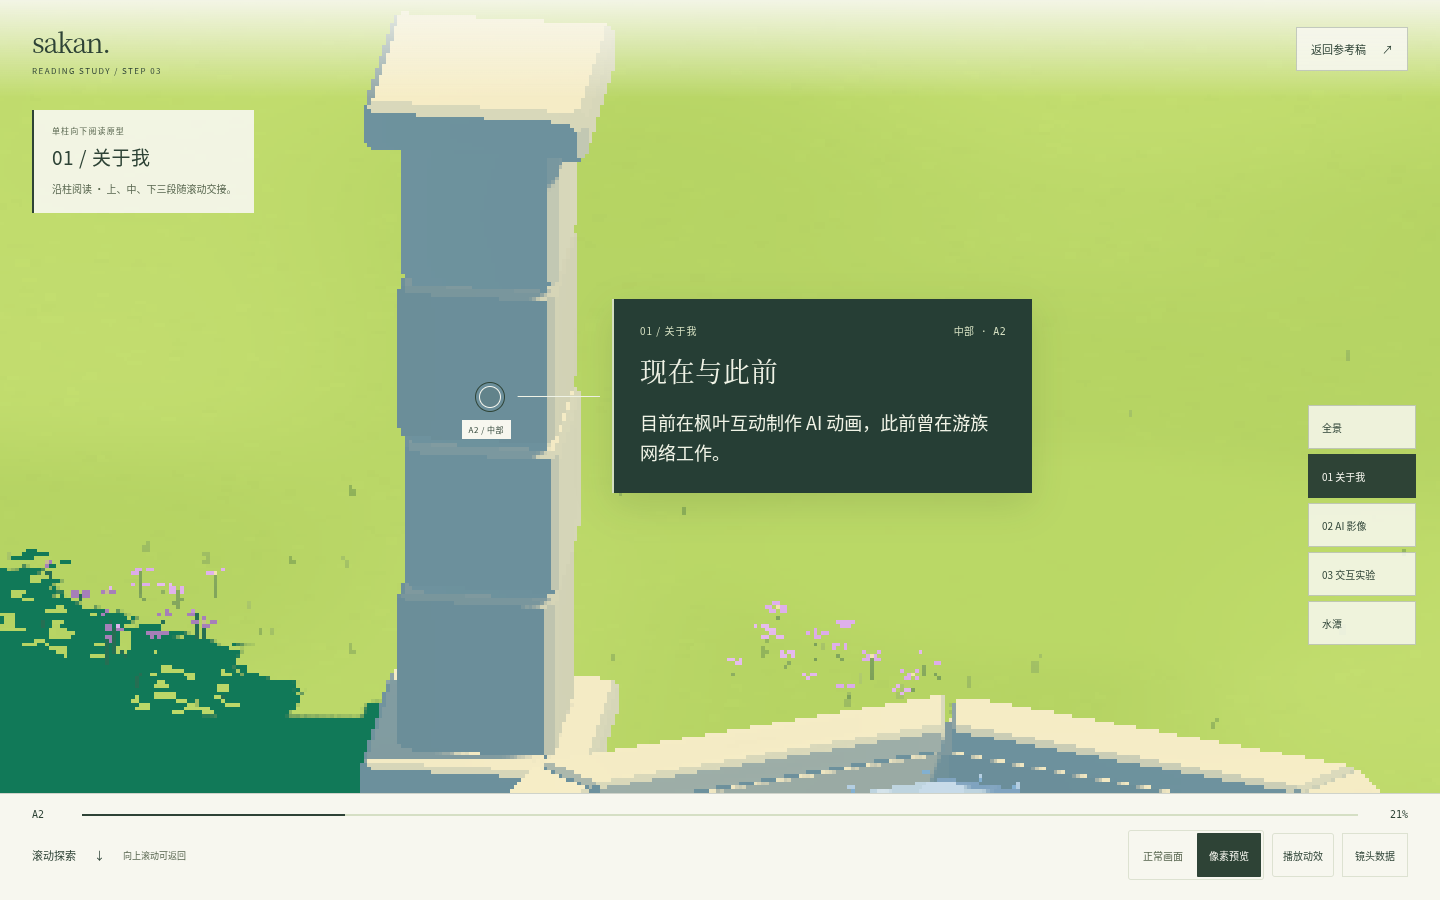 sakan.
READING STUDY / STEP 03
返回参考稿 ↗
单柱向下阅读原型
01 / 关于我
沿柱阅读 · 上、中、下三段随滚动交接。
01 / 关于我
中部 · A2
现在与此前
目前在枫叶互动制作 AI 动画，此前曾在游族
网络工作。
A2 / 中部
全景
01 关于我
02 AI 影像
03 交互实验
水潭
A2
21%
滚动探索 ↓ 向上滚动可返回
正常画面
像素预览
播放动效
镜头数据